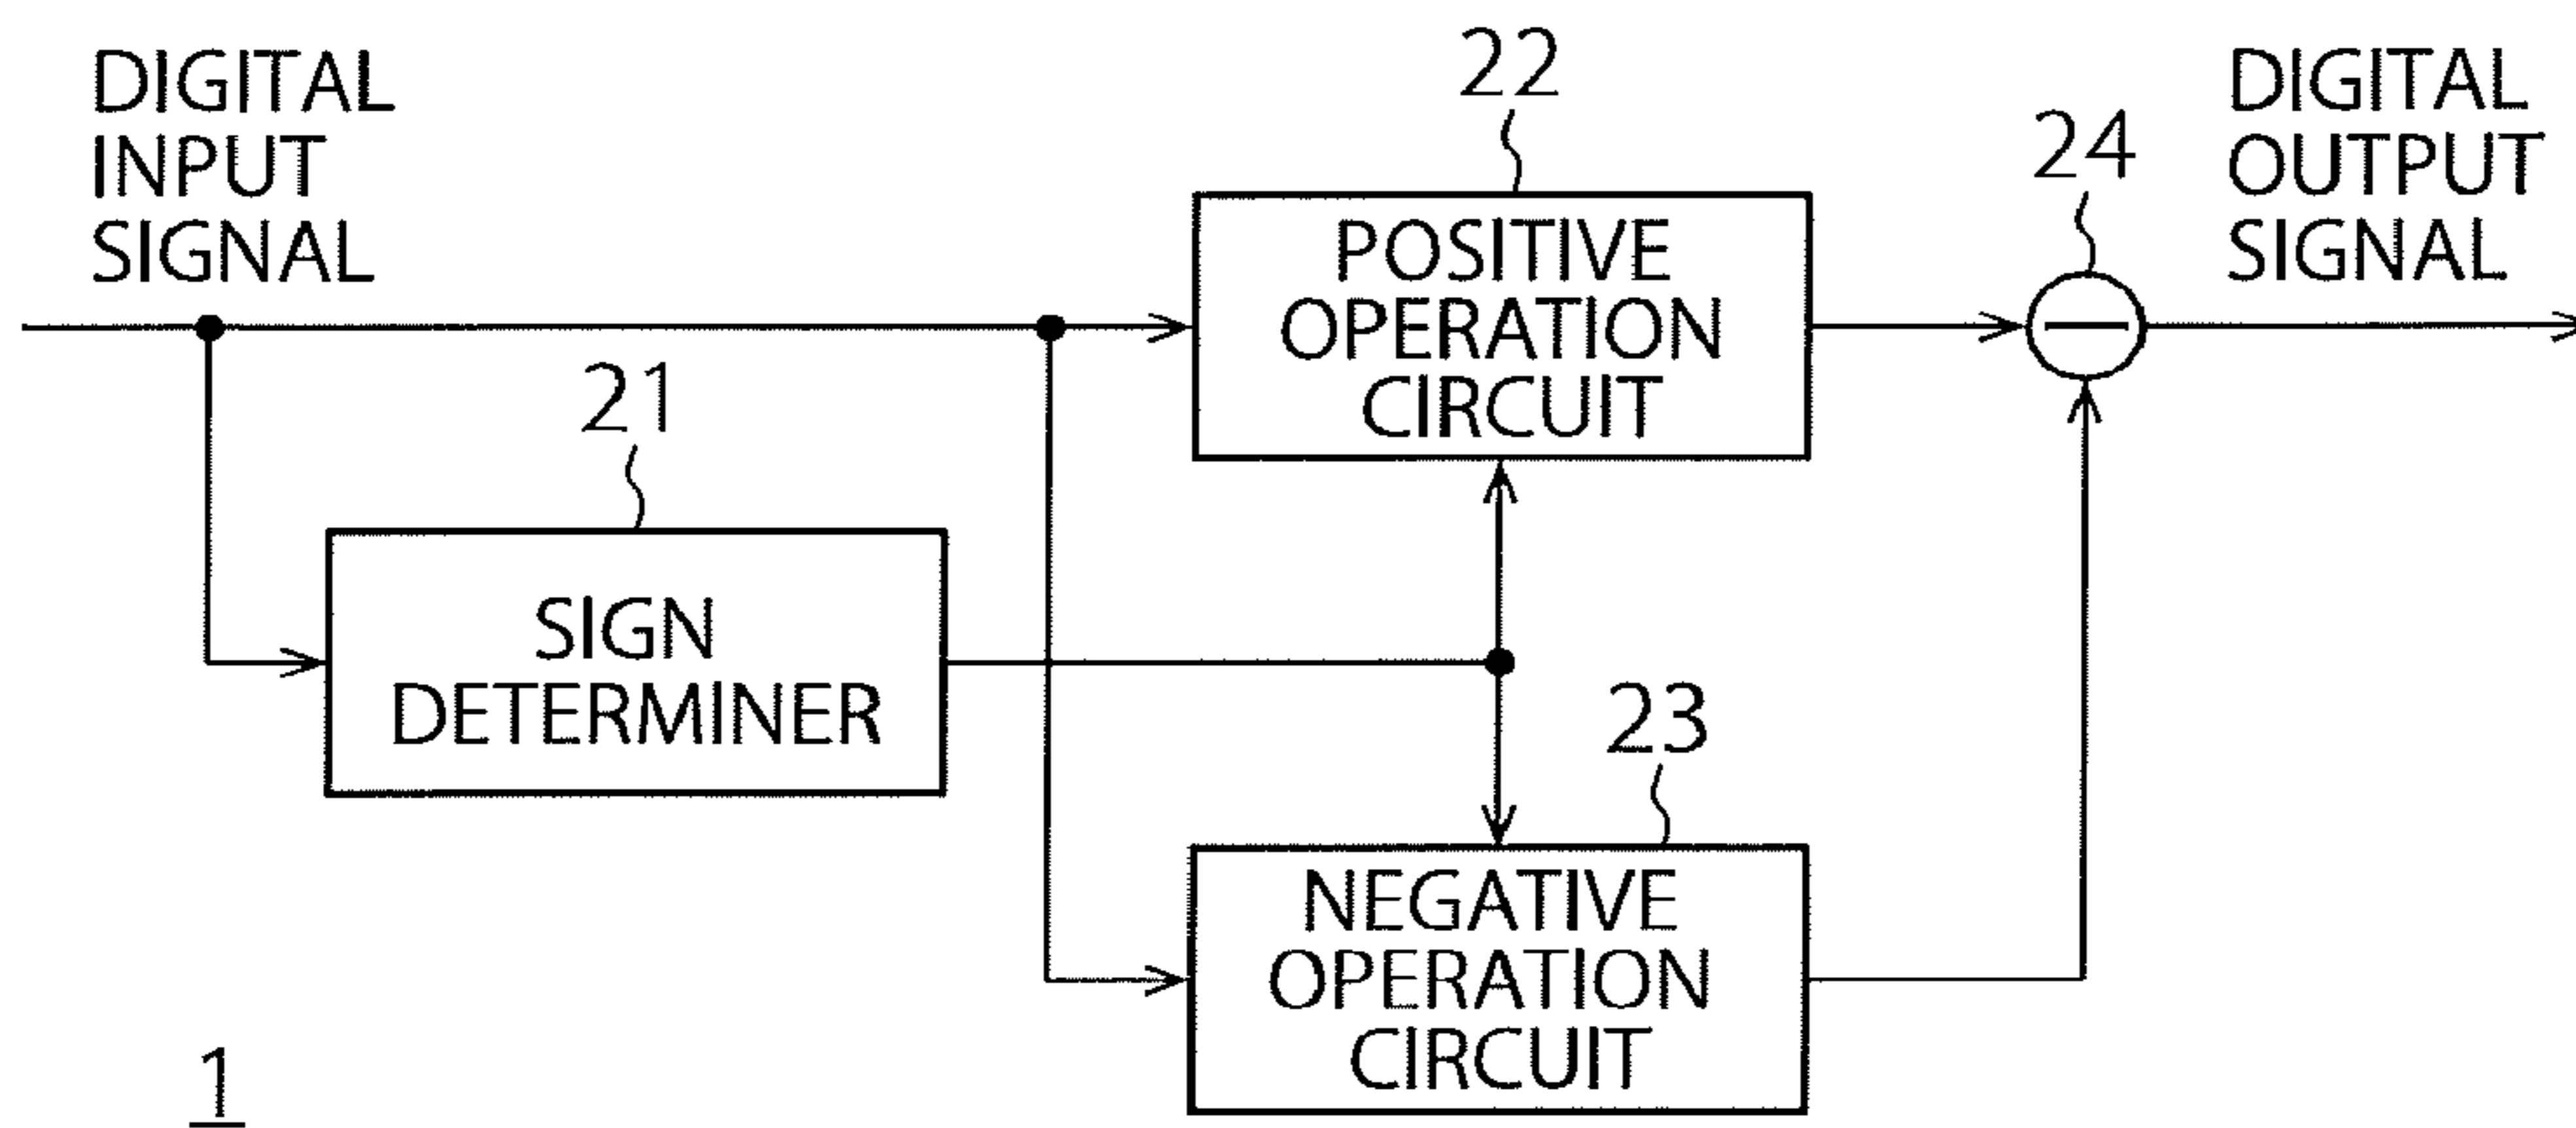 DIGITAL
INPUT
SIGNAL
22
24
DIGITAL
OUTPUT
SIGNAL
POSITIVE
OPERATION
CIRCUIT
21
SIGN
DETERMINER
23
NEGATIVE
OPERATION
CIRCUIT
1